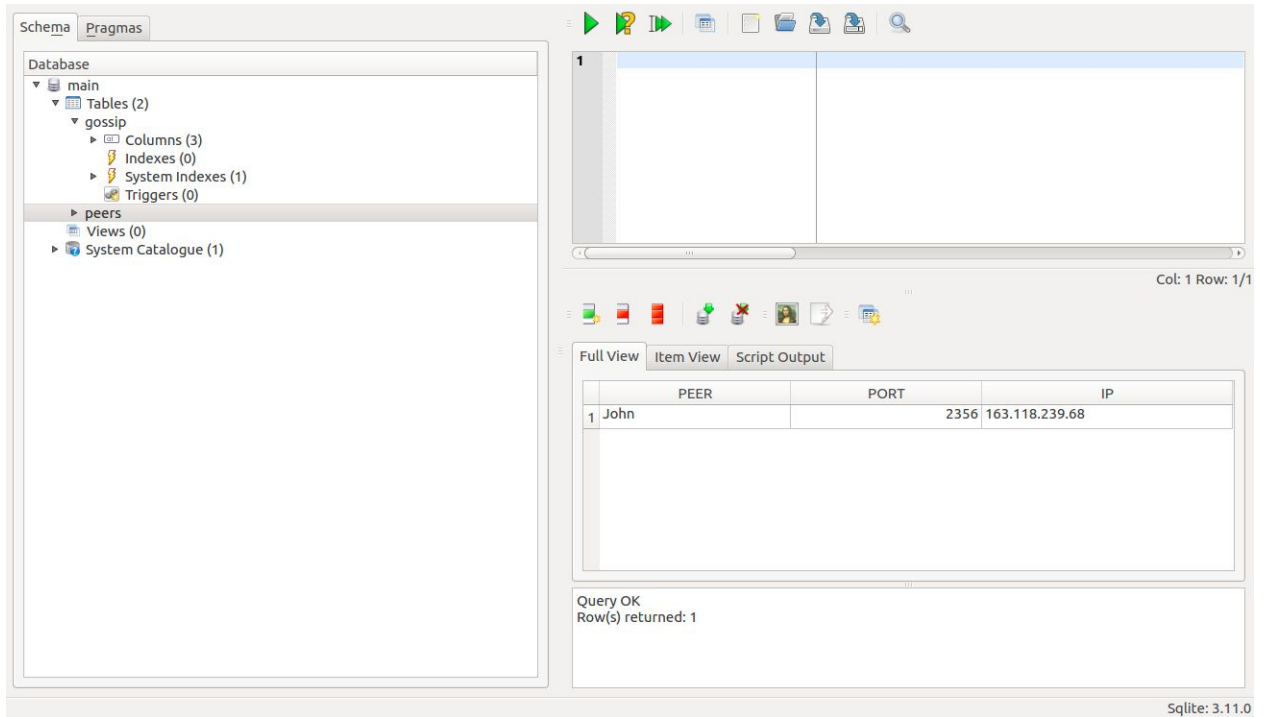 Schema Pragmas
Database
main
Tables (2)
gossip
Columns (3)
Indexes (0)
System Indexes (1)
Triggers (0)
peers
Views (0)
System Catalogue (1)
1
Col: 1 Row: 1/1
Full View Item View Script Output
PEER PORT IP
1 John 2356 163.118.239.68
Query OK
Row(s) returned: 1
Sqlite: 3.11.0